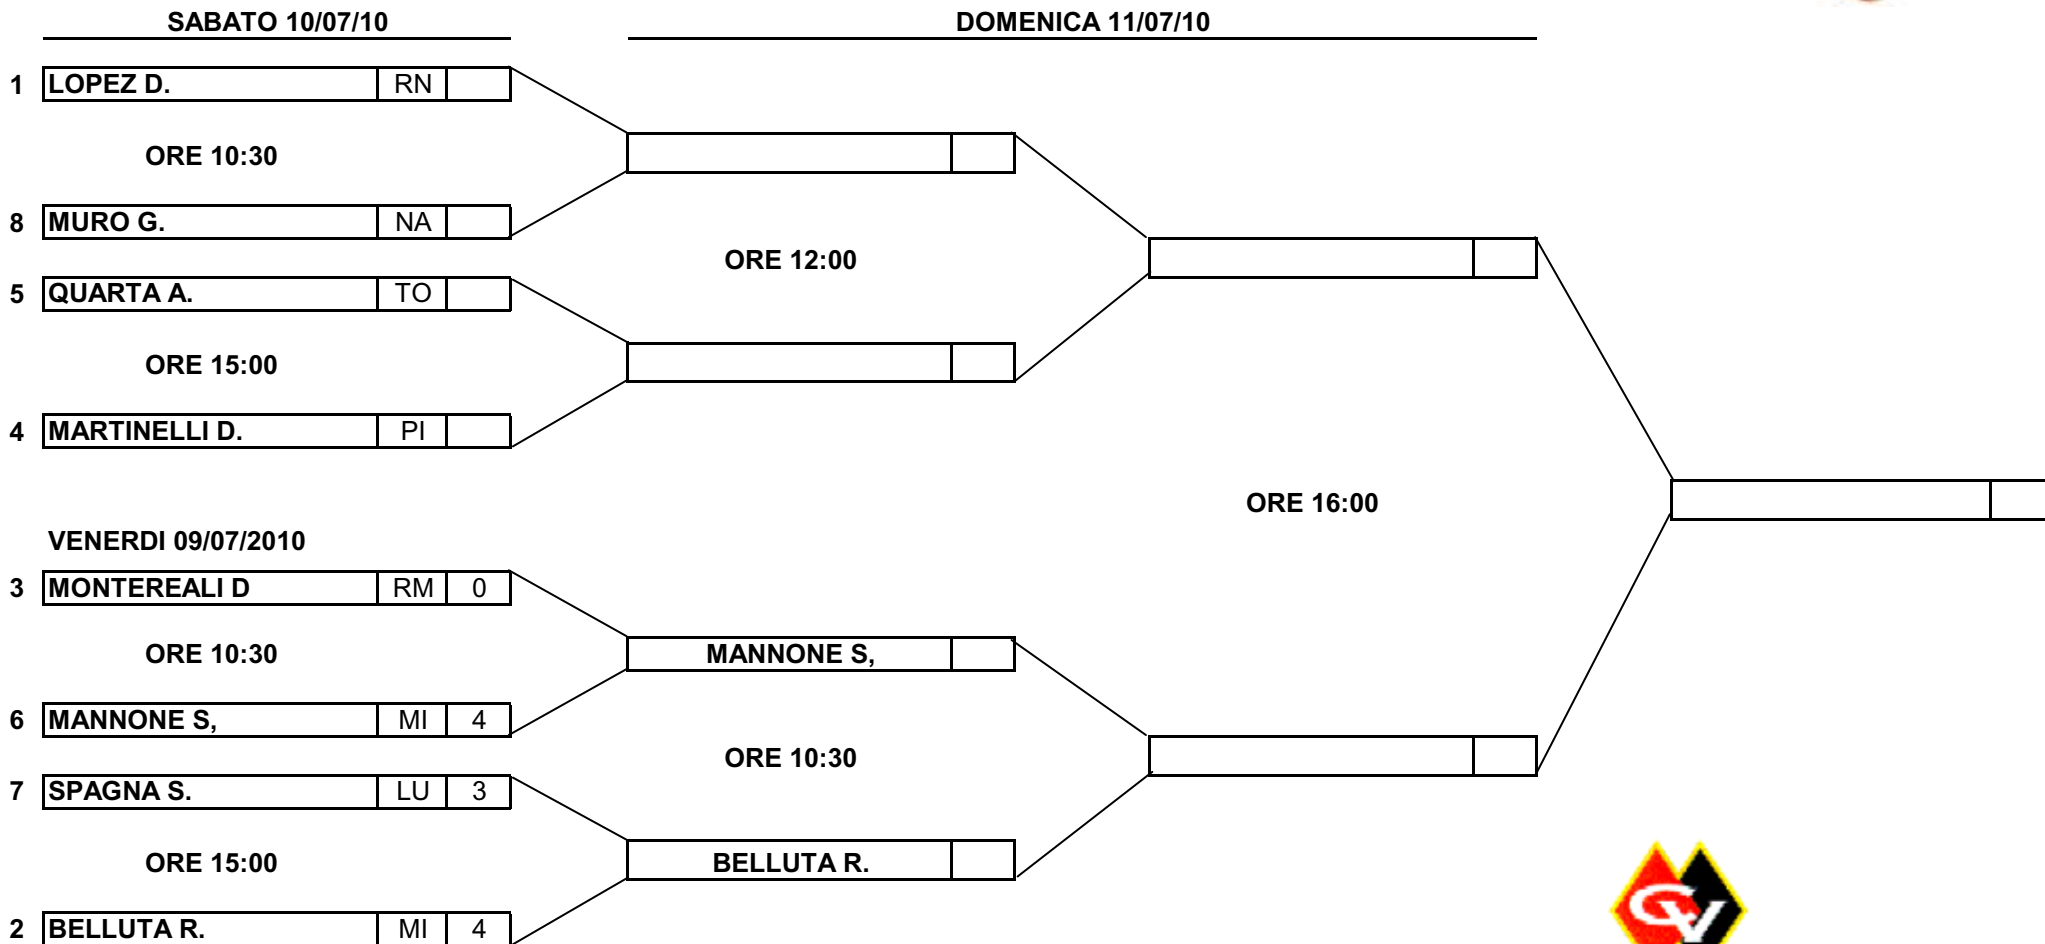 SABATO 10/07/10 DOMENICA 11/07/10
1 LOPEZ D. RN
ORE 10:30
8 MURO G. NA
ORE 12:00
5 QUARTA A. TO
ORE 15:00
4 MARTINELLI D. PI
ORE 16:00
VENERDI 09/07/2010
3 MONTEREALI D RM 0
ORE 10:30 MANNONE S,
6 MANNONE S, MI 4
ORE 10:30
7 SPAGNA S. LU 3
ORE 15:00 BELLUTA R.
2 BELLUTA R. MI 4